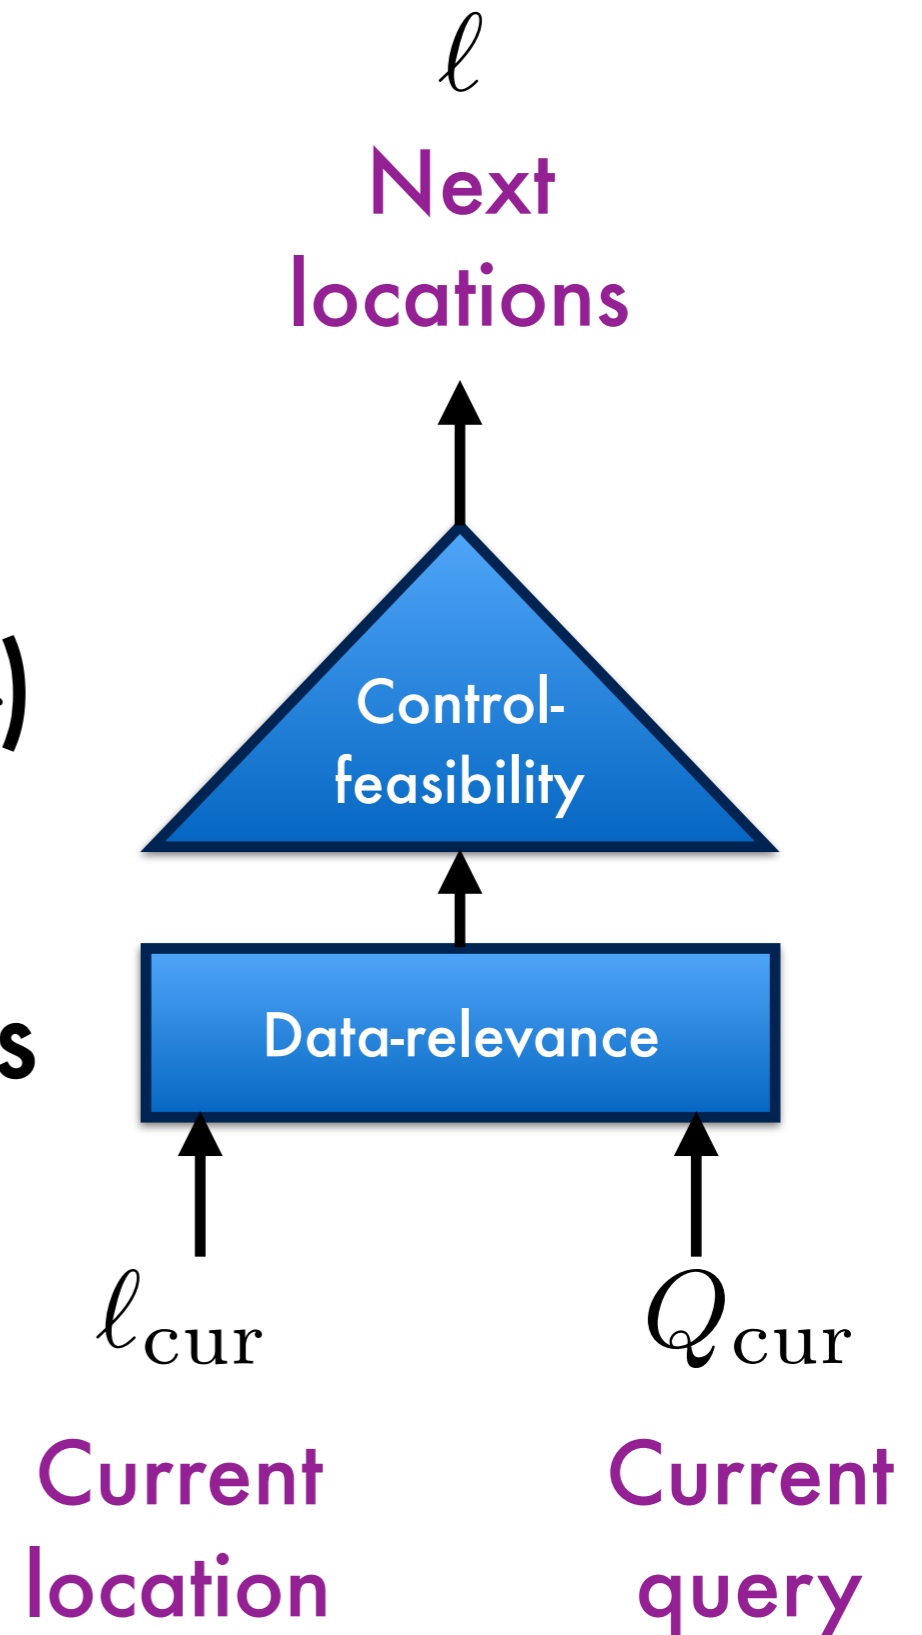 ℓ
Next
locations
)
Control-
feasibility
s
Data-relevance
ℓcur
Qcur
Current
location
Current
query